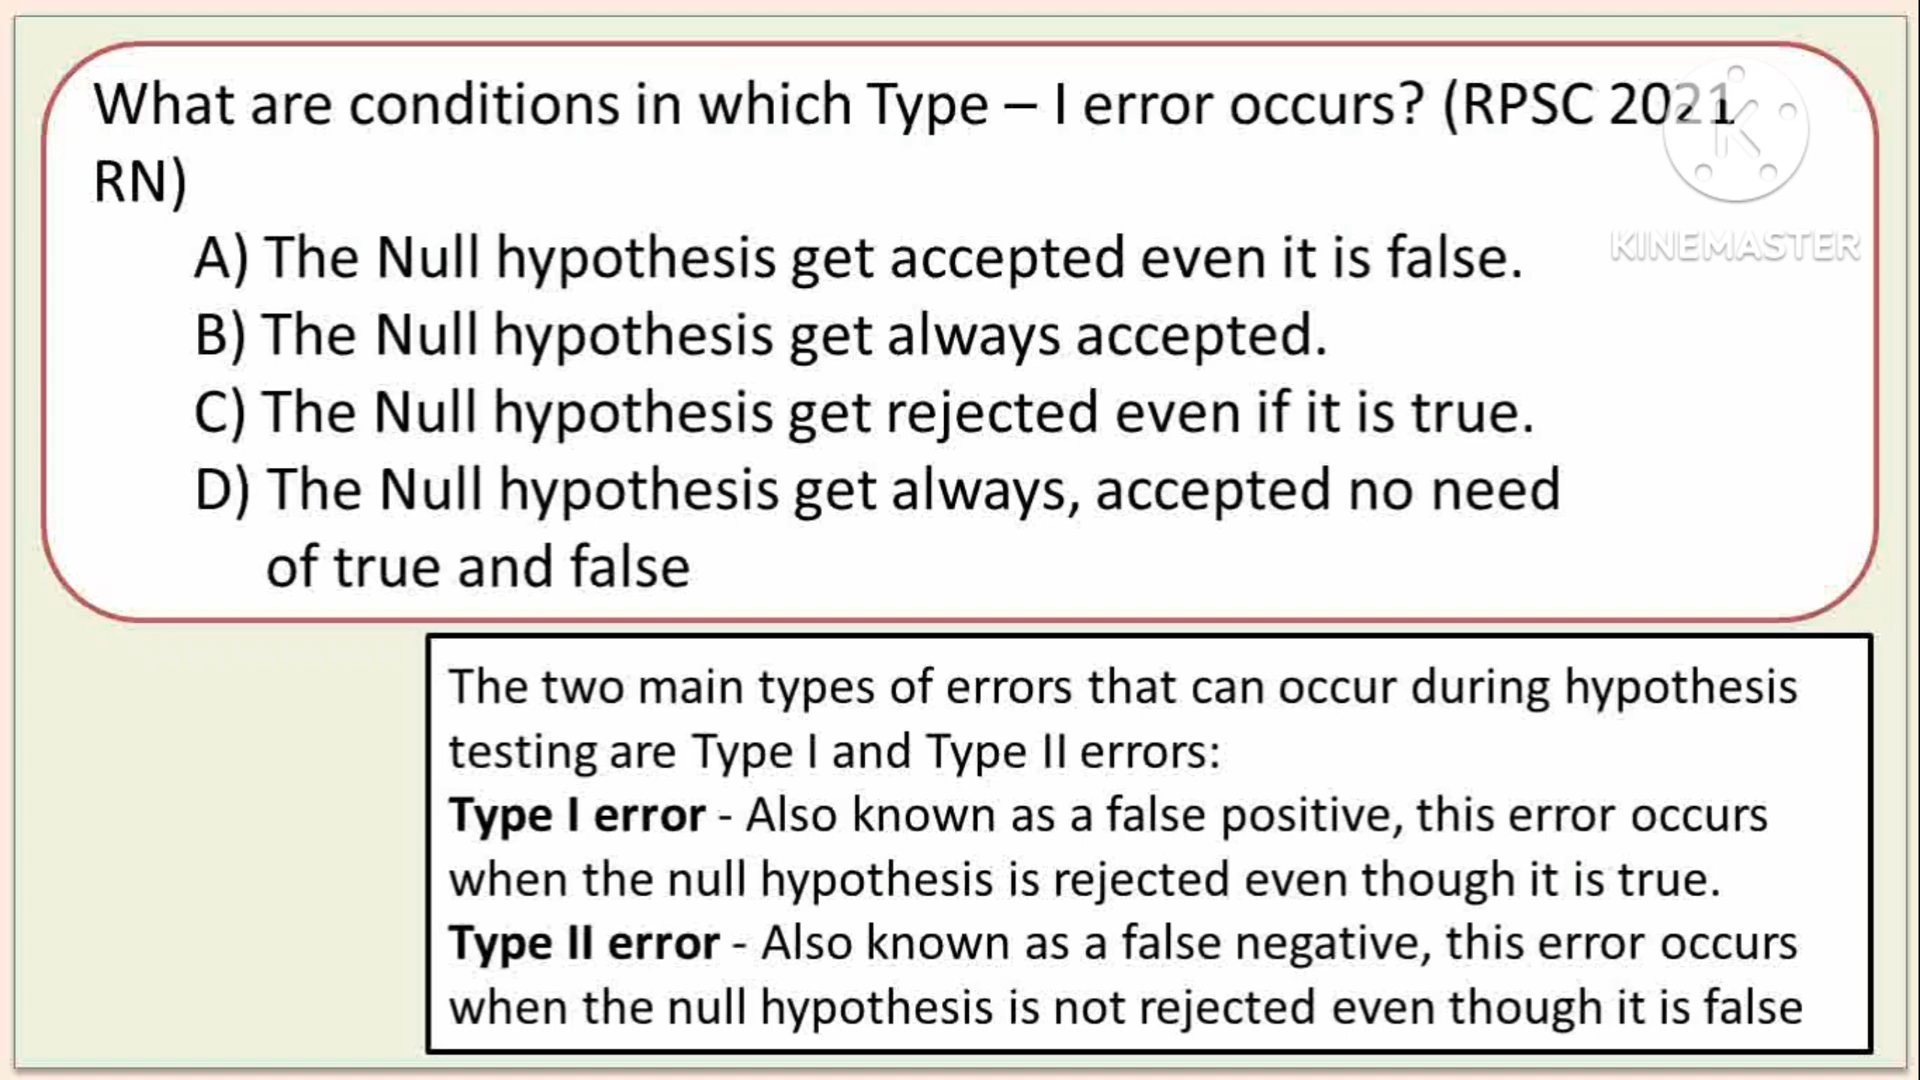 What are conditions in which Type – I error occurs? (RPSC 2021
RN)
A) The Null hypothesis get accepted even it is false.
B) The Null hypothesis get always accepted.
C) The Null hypothesis get rejected even if it is true.
D) The Null hypothesis get always, accepted no need
of true and false
K
KINEMASTER
The two main types of errors that can occur during hypothesis
testing are Type I and Type II errors:
Type I error - Also known as a false positive, this error occurs
when the null hypothesis is rejected even though it is true.
Type II error - Also known as a false negative, this error occurs
when the null hypothesis is not rejected even though it is false